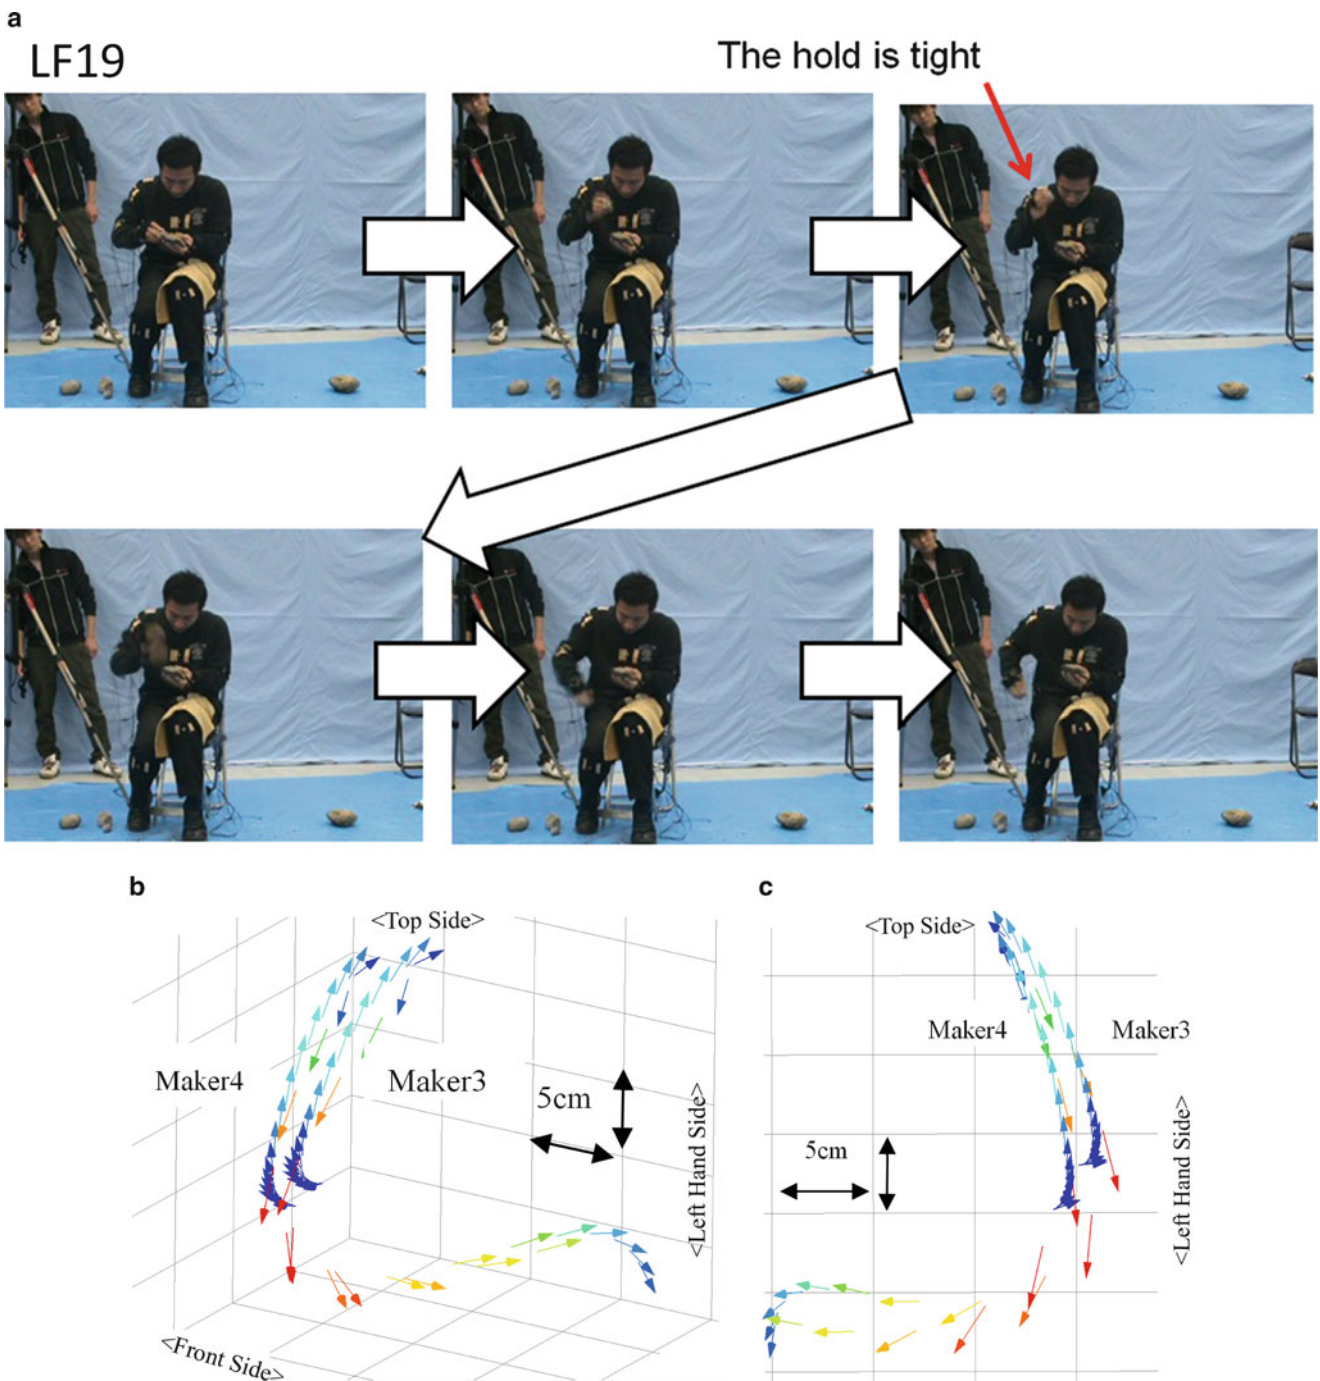 a
LF19
The hold is tight
b
<Top Side>
Maker4
Maker3
5cm
<Left Hand Side>
<Front Side>
c
<Top Side>
Maker4
Maker3
5cm
<Left Hand Side>